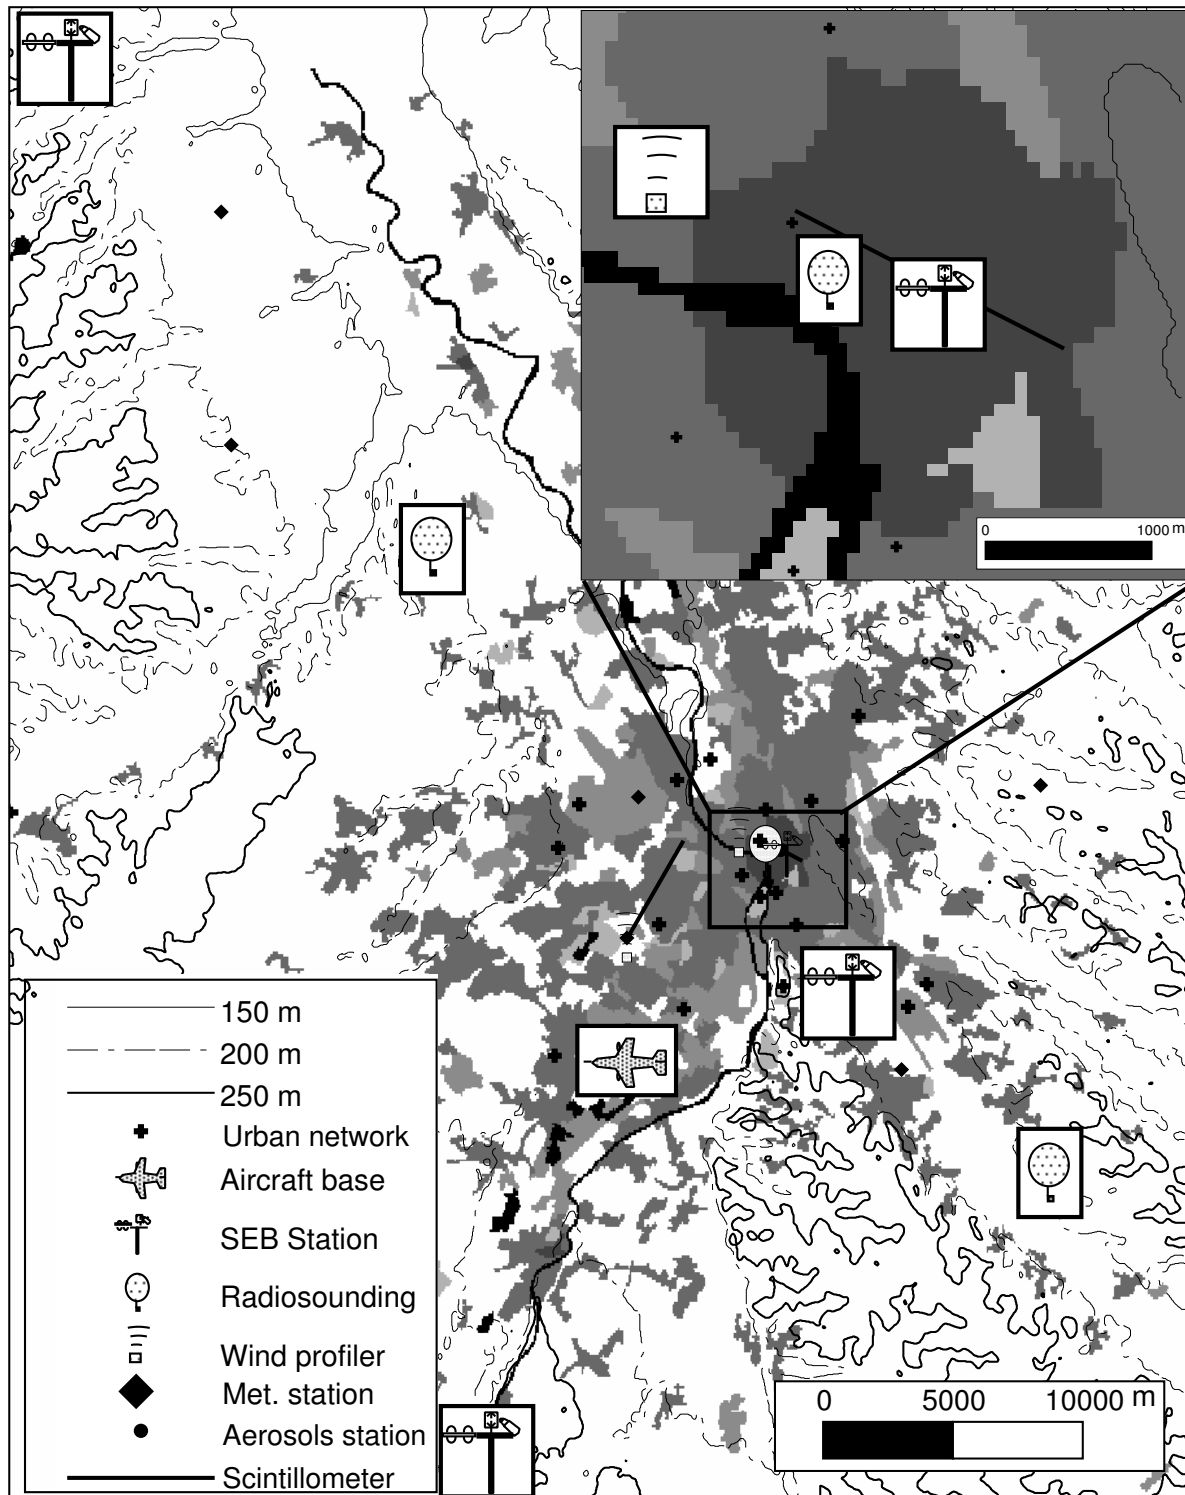 0 1000 m
150 m
200 m
250 m
Urban network
Aircraft base
SEB Station
Radiosounding
Wind profiler
Met. station
Aerosols station
Scintillometer
0 5000 10000 m